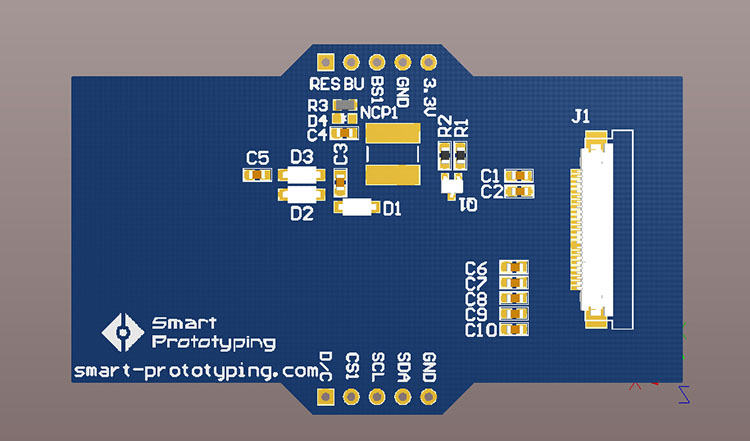 RES BU BS1 GND 3.3V
R3
D4
NCP1
C4
R2 R1
J1
C3
C5
D3
C1
C2
D2
D1
Q1
C6
C7
C8
C9
C10
Smart
Prototyping
smart-prototyping.com
D/C CS1 SCL SDA GND